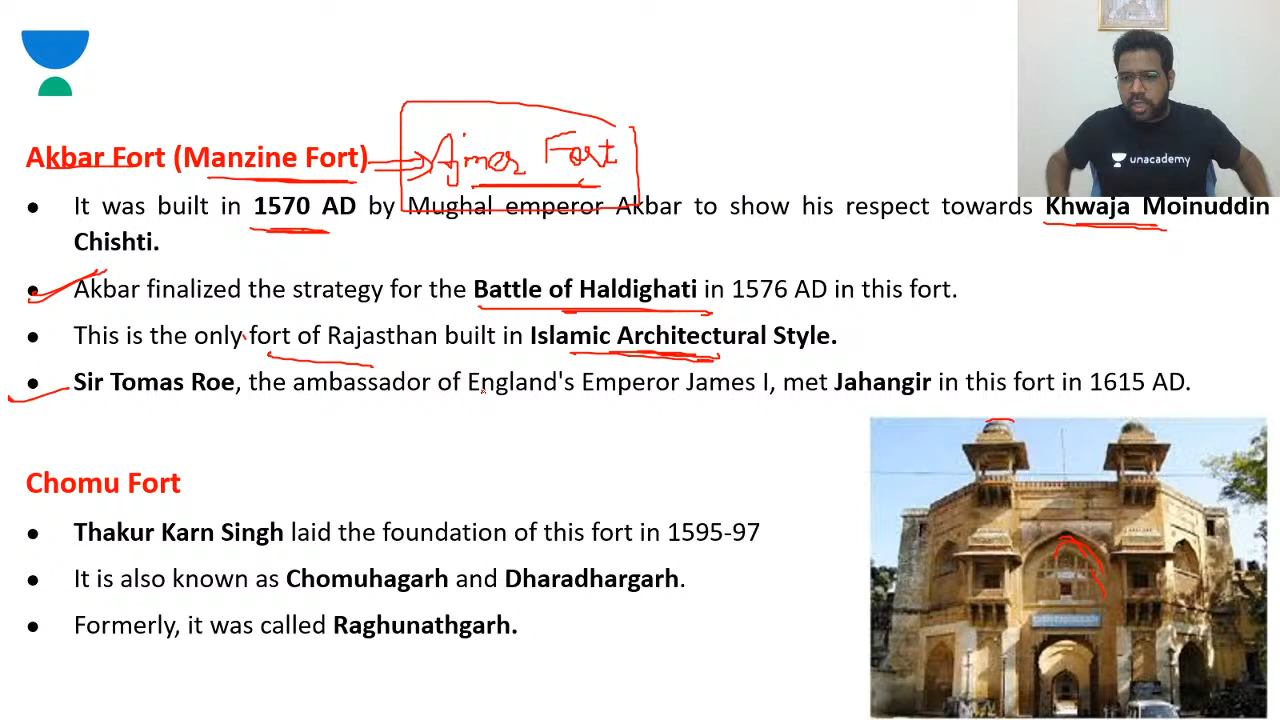 unacademy
Ajmer Fort
Akbar Fort (Manzine Fort)
● It was built in 1570 AD by Mughal emperor Akbar to show his respect towards Khwaja Moinuddin
Chishti.
● Akbar finalized the strategy for the Battle of Haldighati in 1576 AD in this fort.
● This is the only fort of Rajasthan built in Islamic Architectural Style.
● Sir Tomas Roe, the ambassador of England's Emperor James I, met Jahangir in this fort in 1615 AD.
Chomu Fort
● Thakur Karn Singh laid the foundation of this fort in 1595-97
● It is also known as Chomuhagarh and Dharadhargarh.
● Formerly, it was called Raghunathgarh.